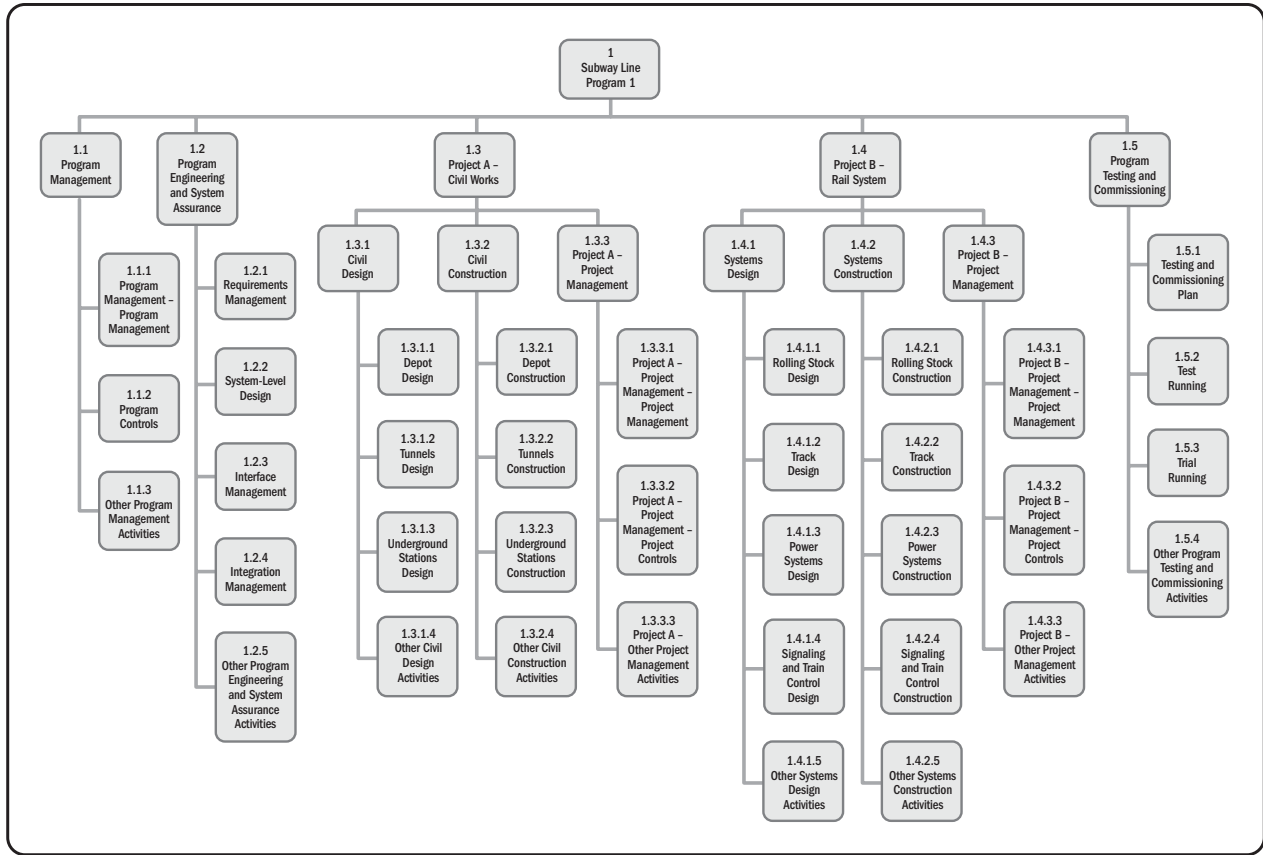 1
Subway Line
Program 1
1.1
Program
Management
1.1.1
Program
Management –
Program
Management
1.1.2
Program
Controls
1.1.3
Other Program
Management
Activities
1.2
Program
Engineering
and System
Assurance
1.2.1
Requirements
Management
1.2.2
System-Level
Design
1.2.3
Interface
Management
1.2.4
Integration
Management
1.2.5
Other Program
Engineering
and System
Assurance
Activities
1.3
Project A –
Civil Works
1.3.1
Civil
Design
1.3.1.1
Depot
Design
1.3.1.2
Tunnels
Design
1.3.1.3
Underground
Stations
Design
1.3.1.4
Other Civil
Design
Activities
1.3.2
Civil
Construction
1.3.2.1
Depot
Construction
1.3.2.2
Tunnels
Construction
1.3.2.3
Underground
Stations
Construction
1.3.2.4
Other Civil
Construction
Activities
1.3.3
Project A –
Project
Management
1.3.3.1
Project A –
Project
Management –
Project
Management
1.3.3.2
Project A –
Project
Management –
Project
Controls
1.3.3.3
Project A –
Other Project
Management
Activities
1.4
Project B –
Rail System
1.4.1
Systems
Design
1.4.1.1
Rolling Stock
Design
1.4.1.2
Track
Design
1.4.1.3
Power
Systems
Design
1.4.1.4
Signaling
and Train
Control
Design
1.4.1.5
Other Systems
Design
Activities
1.4.2
Systems
Construction
1.4.2.1
Rolling Stock
Construction
1.4.2.2
Track
Construction
1.4.2.3
Power
Systems
Construction
1.4.2.4
Signaling
and Train
Control
Construction
1.4.2.5
Other Systems
Construction
Activities
1.4.3
Project B –
Project
Management
1.4.3.1
Project B –
Project
Management –
Project
Management
1.4.3.2
Project B –
Project
Management –
Project
Controls
1.4.3.3
Project B –
Other Project
Management
Activities
1.5
Program
Testing and
Commissioning
1.5.1
Testing and
Commissioning
Plan
1.5.2
Test
Running
1.5.3
Trial
Running
1.5.4
Other Program
Testing and
Commissioning
Activities